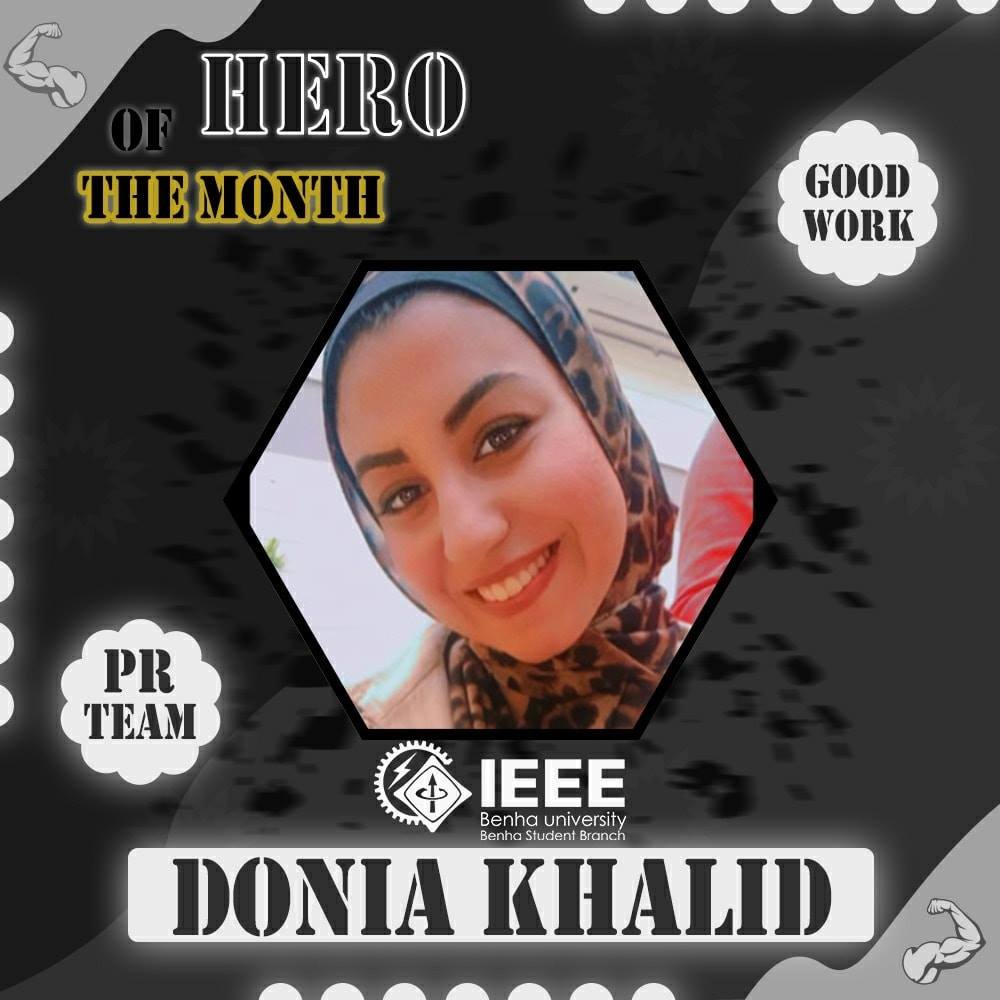 HERO
OF
THE MONTH
GOOD
WORK
PR
TEAM
IEEE
Benha university
Benha Student Branch
DONIA KHALID